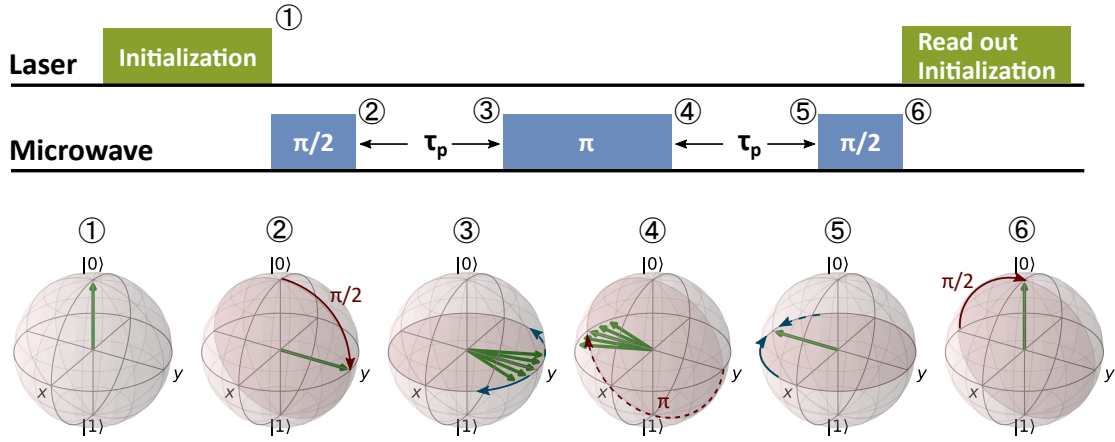 ①
Laser Initialization Read out
Initialization
② ③ ④ ⑤ ⑥
Microwave π/2 τp π τp π/2
① ② ③ ④ ⑤ ⑥
|0⟩ |0⟩ |0⟩ |0⟩ |0⟩ |0⟩
π/2 π/2
x y x y x y x y x y x y
π
|1⟩ |1⟩ |1⟩ |1⟩ |1⟩ |1⟩